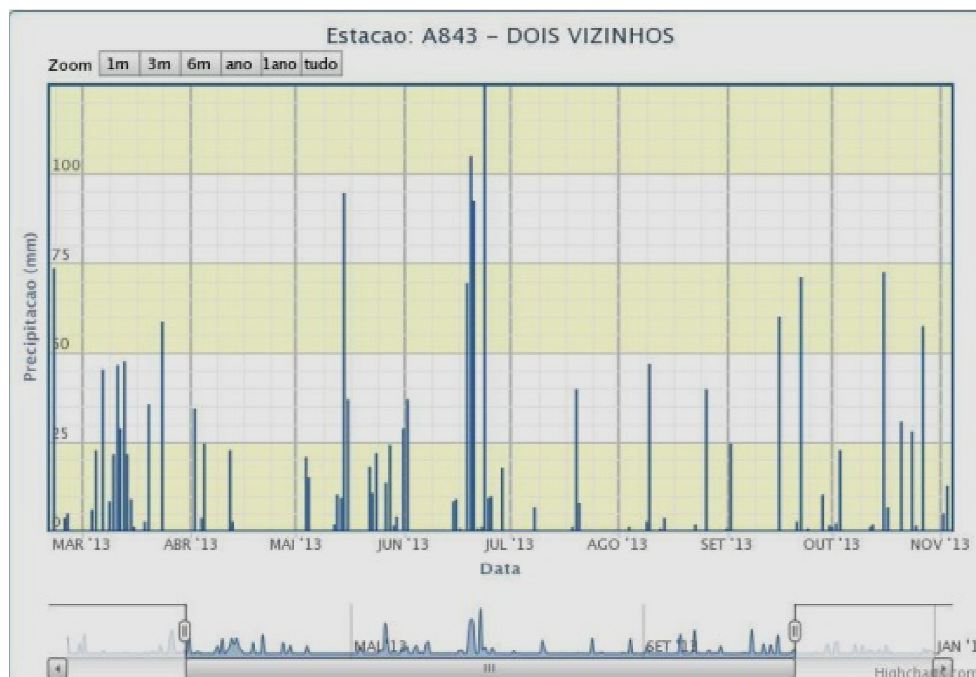 Estacao: A843 – DOIS VIZINHOS
Zoom 1m 3m 6m ano 1ano tudo
Precipitacao (mm)
100
75
50
25
0
MAR '13 ABR '13 MAI '13 JUN '13 JUL '13 AGO '13 SET '13 OUT '13 NOV '13
Data
MAI '13 SET '13 JAN '1
Highcharts.com